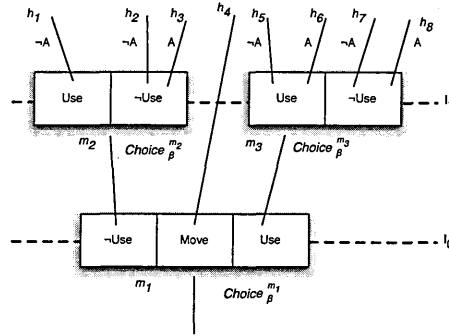 h1 h2 h3 h4 h5 h6 h7 h8
¬A ¬A A ¬A A ¬A A
Use ¬Use Use ¬Use
m2 Choice β m2 m3 Choice β m3
¬Use Move Use I0
m1 Choice β m1